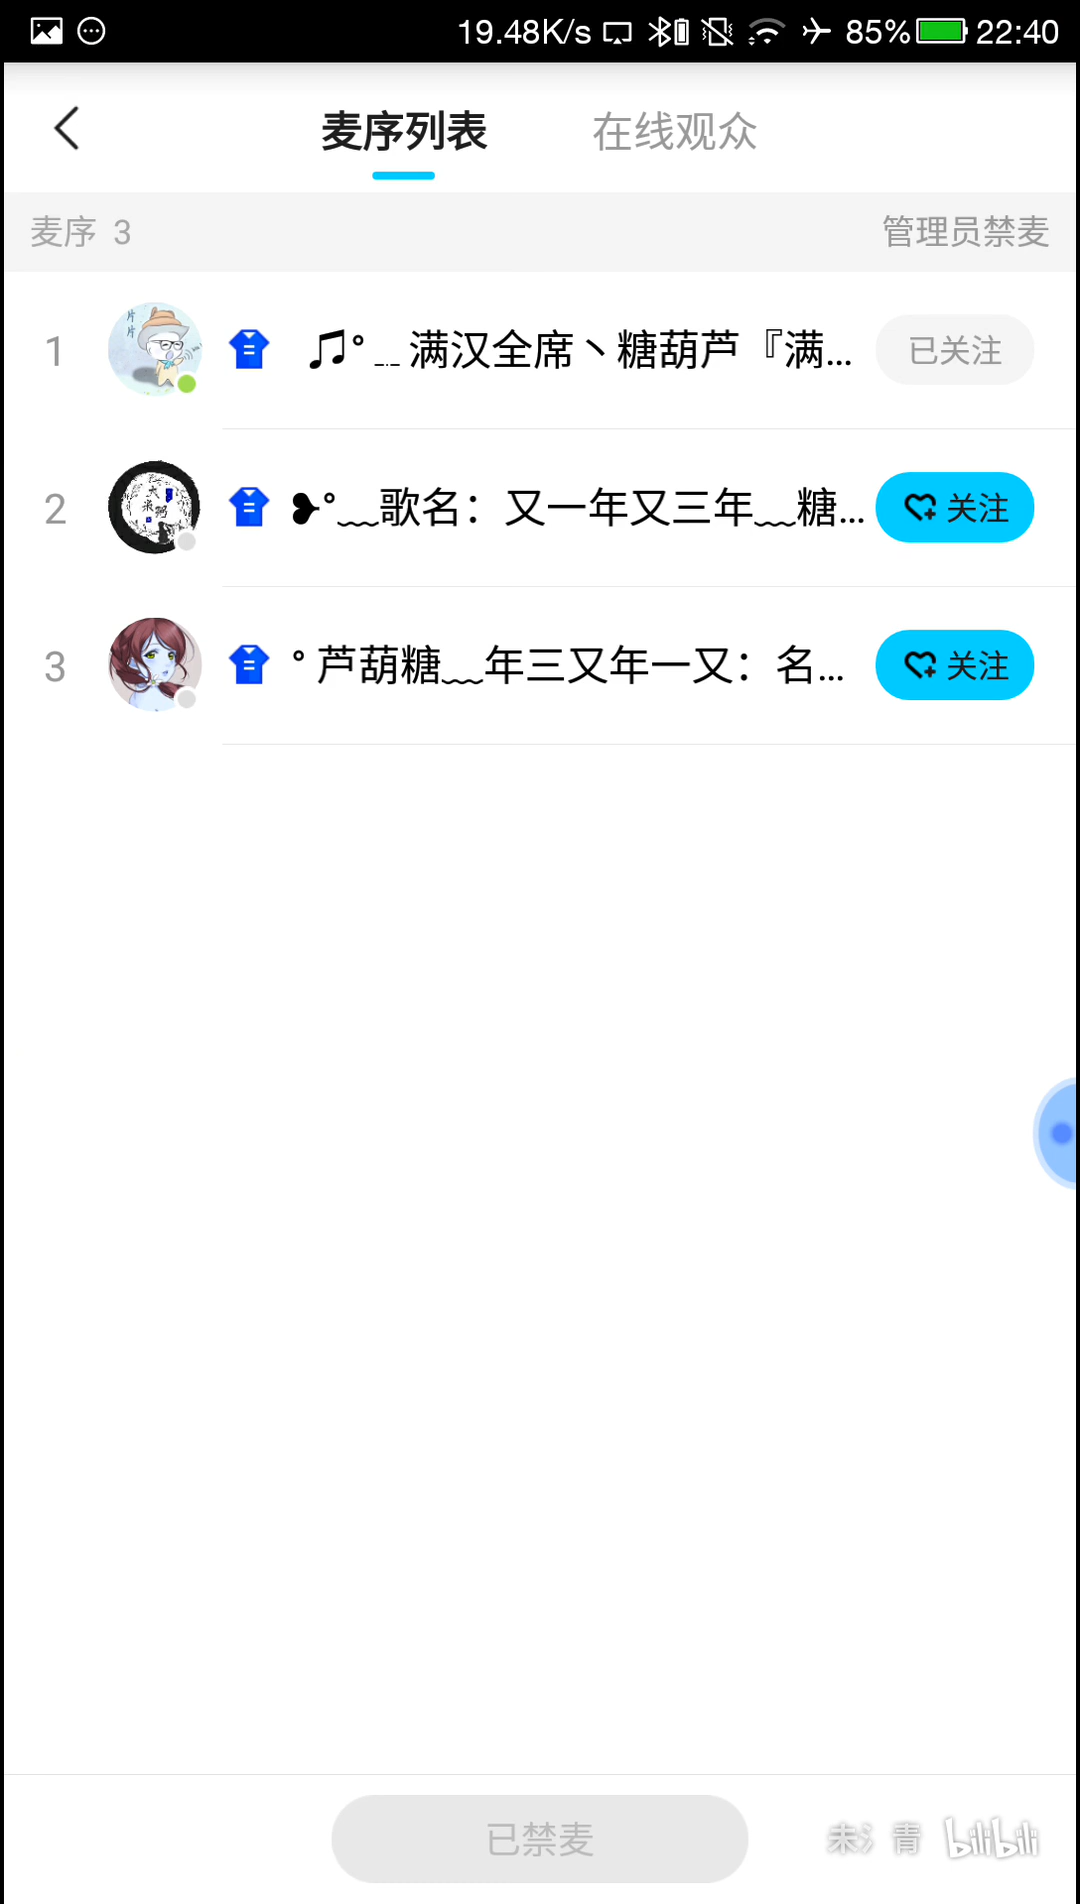 19.48K/s 85% 22:40
麦序列表 在线观众
麦序 3 管理员禁麦
1 ♫° 满汉全席丶糖葫芦『满... 已关注
2 ❥°﹏歌名：又一年又三年﹏糖... 关注
3 ° 芦葫糖﹏年三又年一又：名... 关注
已禁麦
未氵青 bilibili